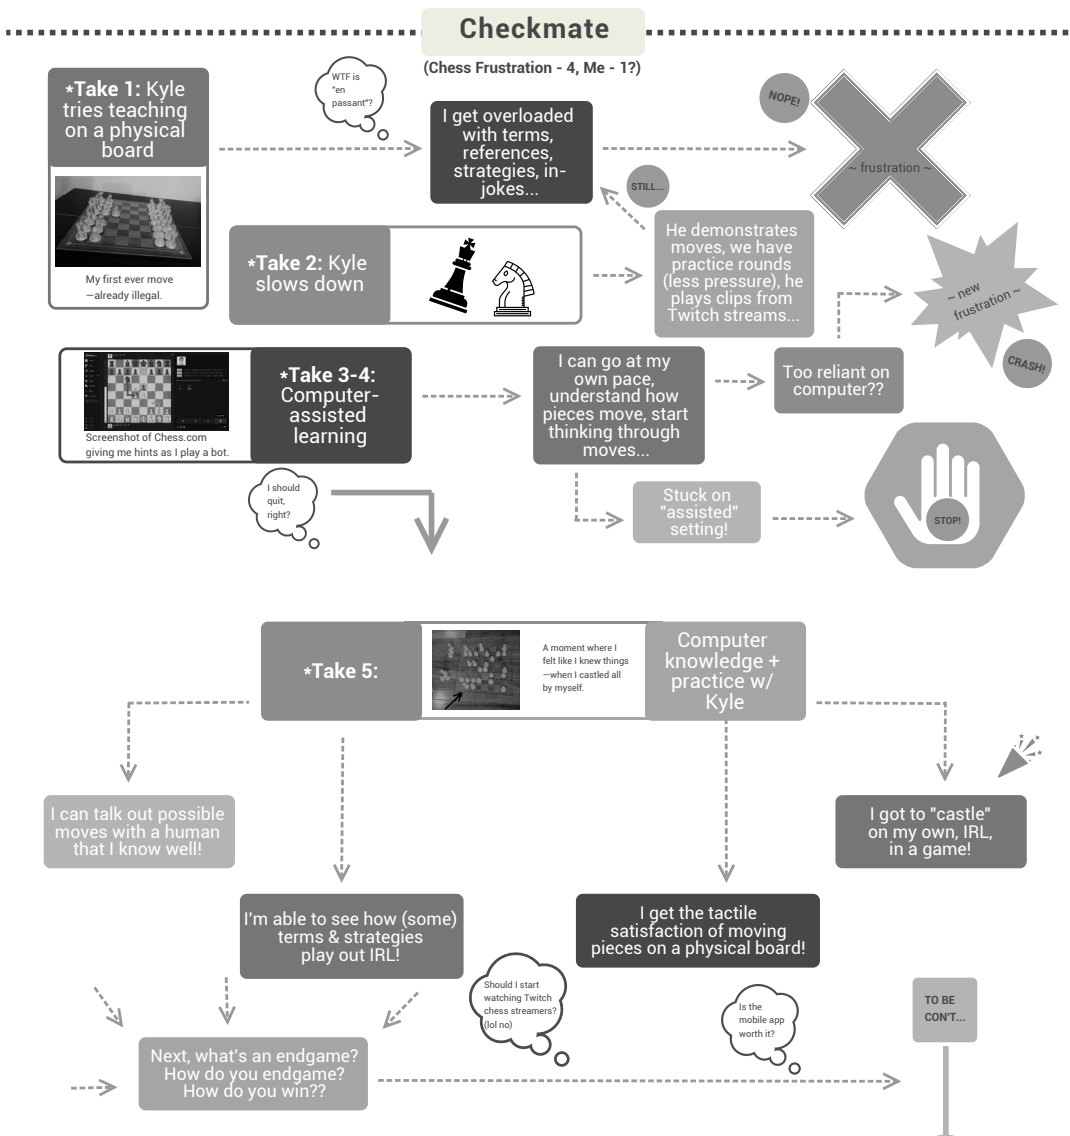 Checkmate
(Chess Frustration - 4, Me - 1?)
*Take 1: Kyle
tries teaching
on a physical
board
My first ever move
—already illegal.
WTF is
"en
passant"?
I get overloaded
with terms,
references,
strategies, in-
jokes...
NOPE!
~ frustration ~
STILL...
*Take 2: Kyle
slows down
He demonstrates
moves, we have
practice rounds
(less pressure), he
plays clips from
Twitch streams...
~ new
frustration ~
CRASH!
Screenshot of Chess.com
giving me hints as I play a bot.
*Take 3-4:
Computer-
assisted
learning
I can go at my
own pace,
understand how
pieces move, start
thinking through
moves...
Too reliant on
computer??
Stuck on
"assisted"
setting!
STOP!
I should
quit,
right?
*Take 5:
A moment where I
felt like I knew things
—when I castled all
by myself.
Computer
knowledge +
practice w/
Kyle
I can talk out possible
moves with a human
that I know well!
I'm able to see how (some)
terms & strategies
play out IRL!
I get the tactile
satisfaction of moving
pieces on a physical board!
I got to "castle"
on my own, IRL,
in a game!
Should I start
watching Twitch
chess streamers?
(lol no)
Is the
mobile app
worth it?
Next, what's an endgame?
How do you endgame?
How do you win??
TO BE
CON'T...